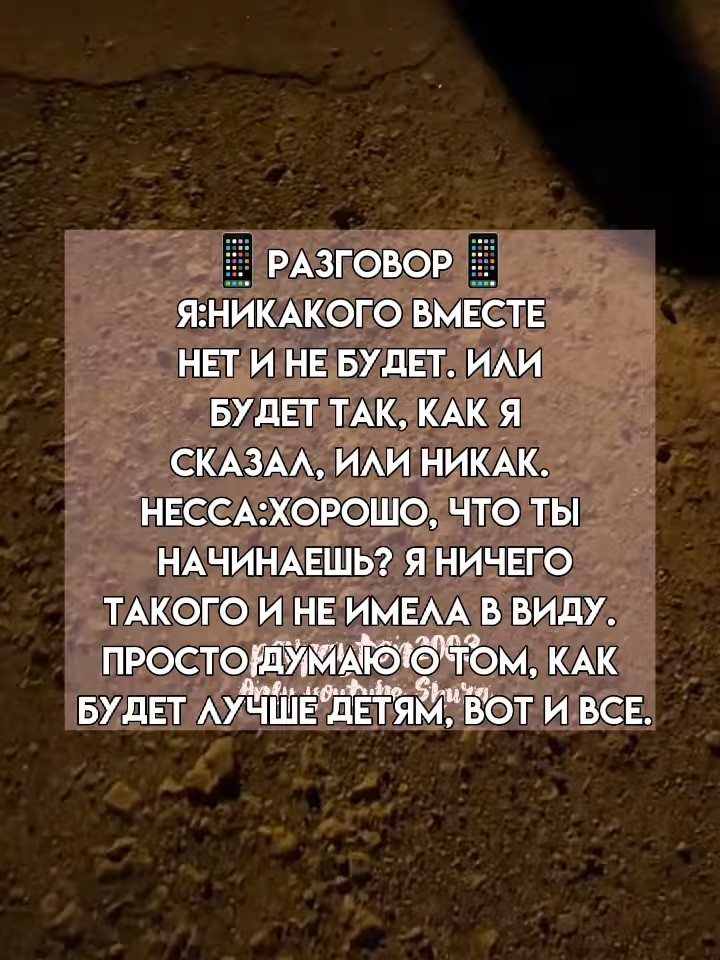 📱 РАЗГОВОР 📱
Я:НИКАКОГО ВМЕСТЕ
НЕТ И НЕ БУДЕТ. ИЛИ
БУДЕТ ТАК, КАК Я
СКАЗАЛ, ИЛИ НИКАК.
НЕССА:ХОРОШО, ЧТО ТЫ
НАЧИНАЕШЬ? Я НИЧЕГО
ТАКОГО И НЕ ИМЕЛА В ВИДУ.
ПРОСТО ДУМАЮ О ТОМ, КАК
БУДЕТ ЛУЧШЕ ДЕТЯМ, ВОТ И ВСЕ.